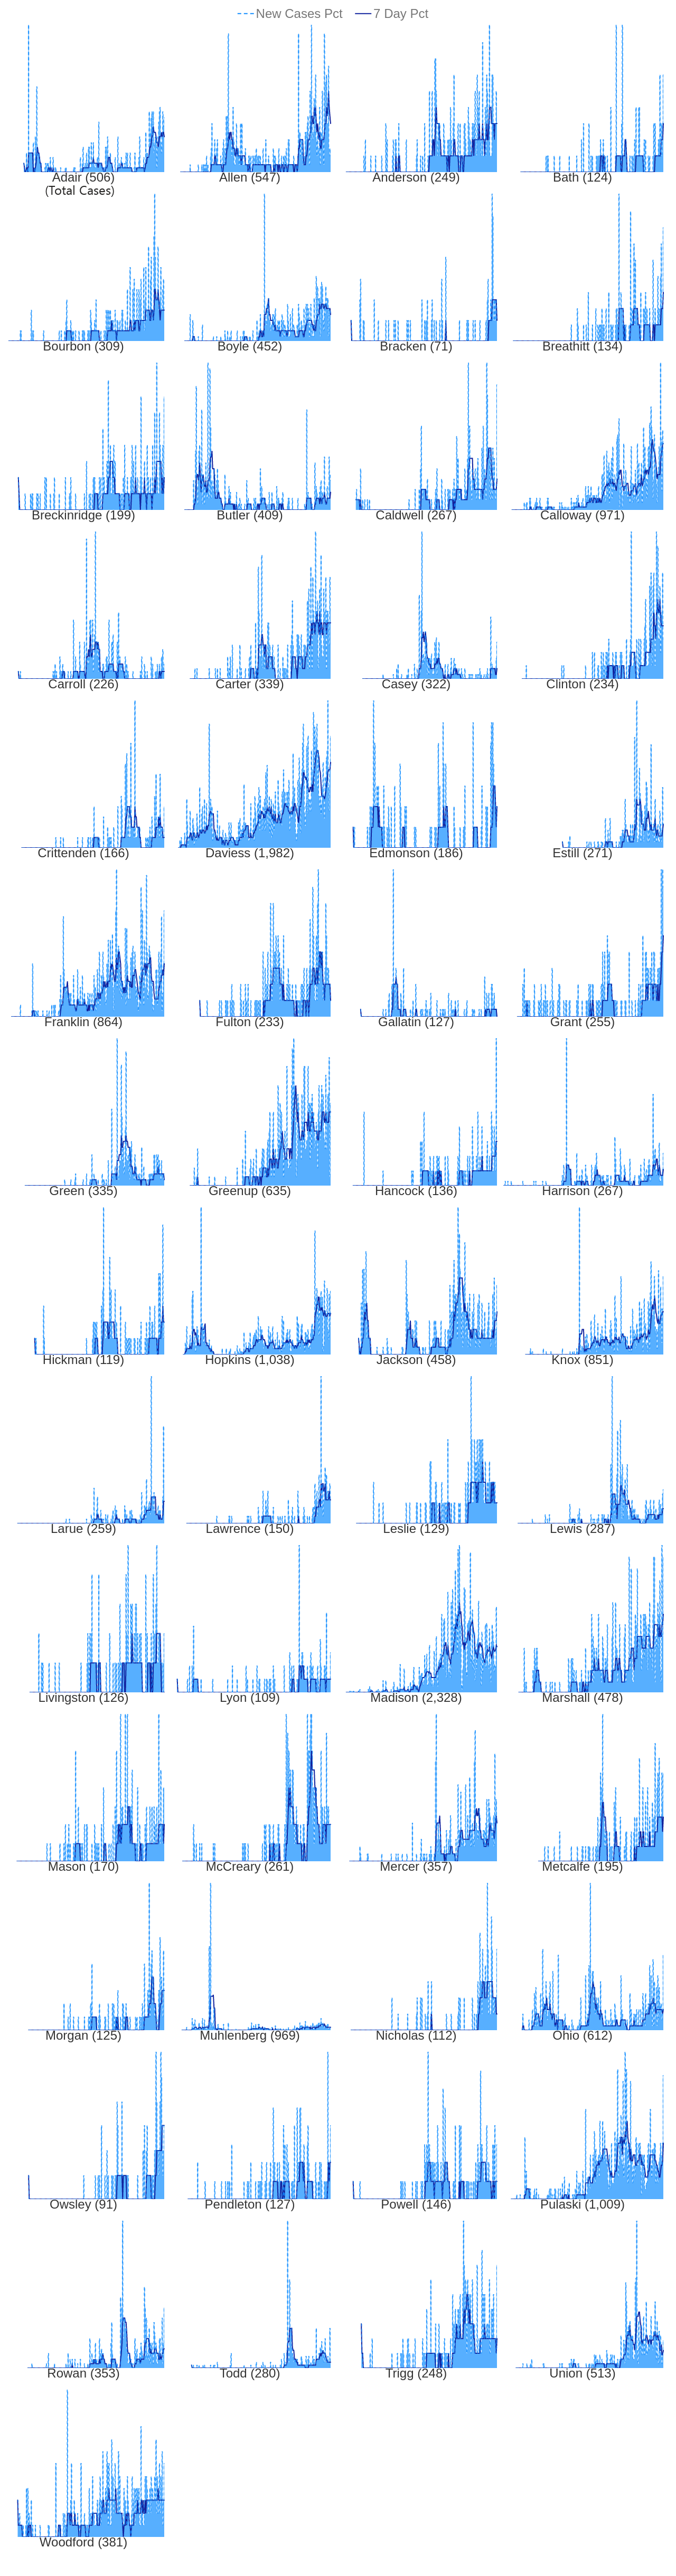 New Cases Pct 7 Day Pct
Adair (506) Allen (547) Anderson (249) Bath (124)
(Total Cases)
Bourbon (309) Boyle (452) Bracken (71) Breathitt (134)
Breckinridge (199) Butler (409) Caldwell (267) Calloway (971)
Carroll (226) Carter (339) Casey (322) Clinton (234)
Crittenden (166) Daviess (1,982) Edmonson (186) Estill (271)
Franklin (864) Fulton (233) Gallatin (127) Grant (255)
Green (335) Greenup (635) Hancock (136) Harrison (267)
Hickman (119) Hopkins (1,038) Jackson (458) Knox (851)
Larue (259) Lawrence (150) Leslie (129) Lewis (287)
Livingston (126) Lyon (109) Madison (2,328) Marshall (478)
Mason (170) McCreary (261) Mercer (357) Metcalfe (195)
Morgan (125) Muhlenberg (969) Nicholas (112) Ohio (612)
Owsley (91) Pendleton (127) Powell (146) Pulaski (1,009)
Rowan (353) Todd (280) Trigg (248) Union (513)
Woodford (381)